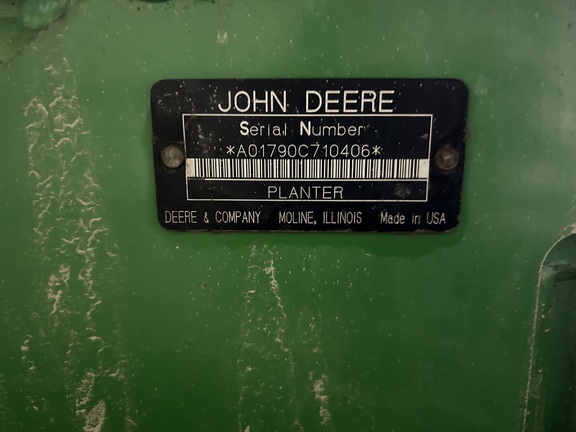 JOHN DEERE
Serial Number
*A01790C710406*
PLANTER
DEERE & COMPANY MOLINE, ILLINOIS Made in USA